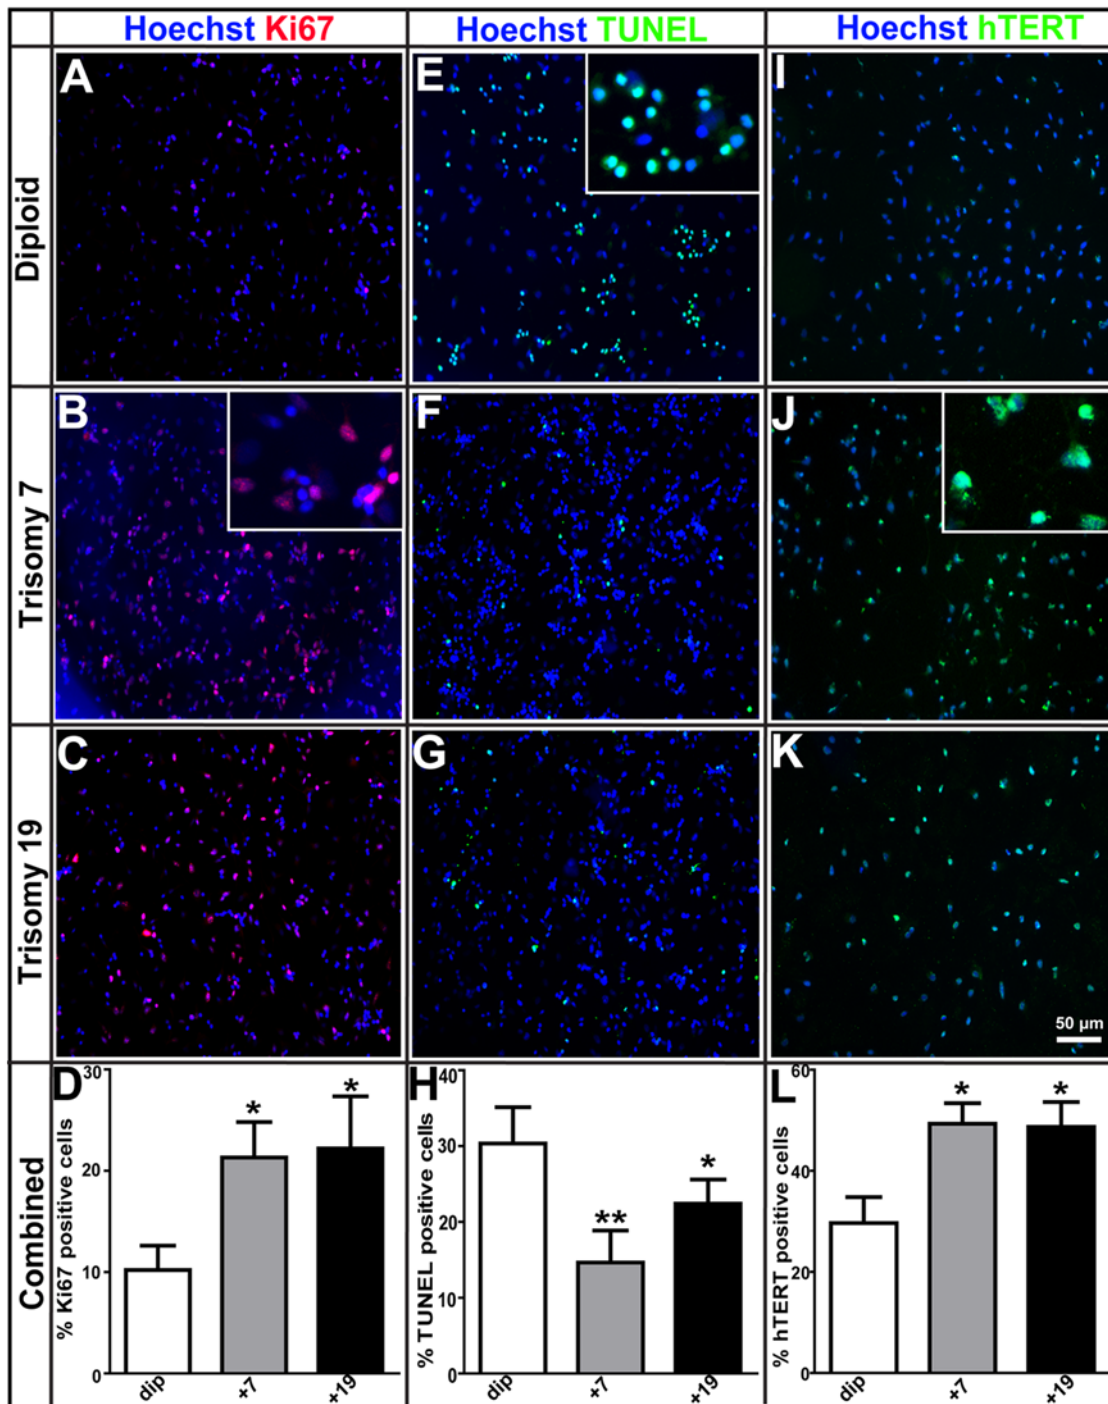 Hoechst Ki67
Hoechst TUNEL
Hoechst hTERT
Diploid
A
E
I
Trisomy 7
B
F
J
Trisomy 19
C
G
K
50 µm
Combined
D
% Ki67 positive cells
30
20
10
0
*
*
dip
+7
+19
H
% TUNEL positive cells
40
30
20
10
0
**
*
dip
+7
+19
L
% hTERT positive cells
60
40
20
0
*
*
dip
+7
+19